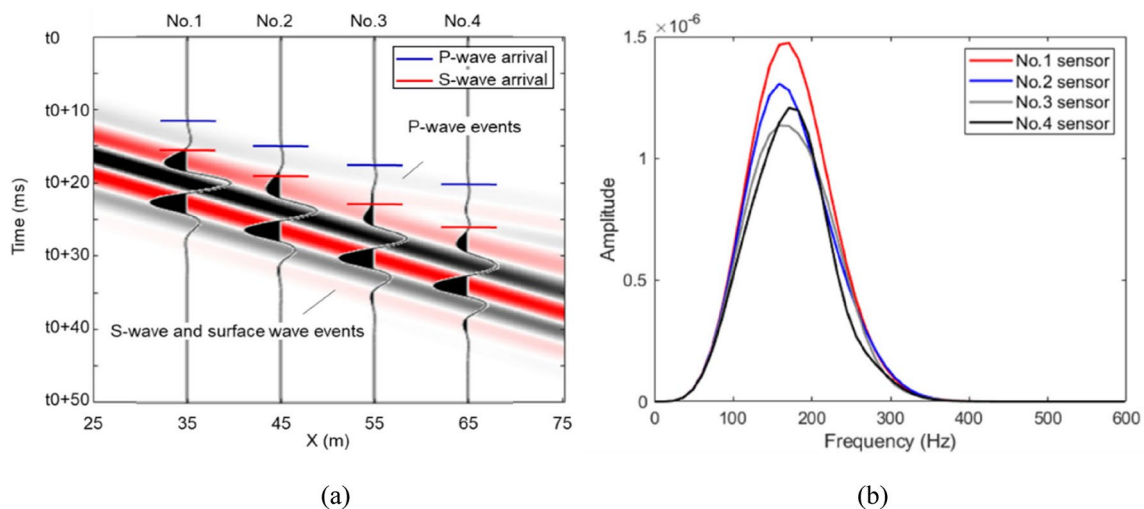 No.1 No.2 No.3 No.4
t0
t0+10
t0+20
t0+30
t0+40
t0+50
Time (ms)
P-wave arrival
S-wave arrival
P-wave events
S-wave and surface wave events
25 35 45 55 65 75
X (m)
(a)
×10⁻⁶
1.5
1
0.5
0
Amplitude
No.1 sensor
No.2 sensor
No.3 sensor
No.4 sensor
0 100 200 300 400 500 600
Frequency (Hz)
(b)